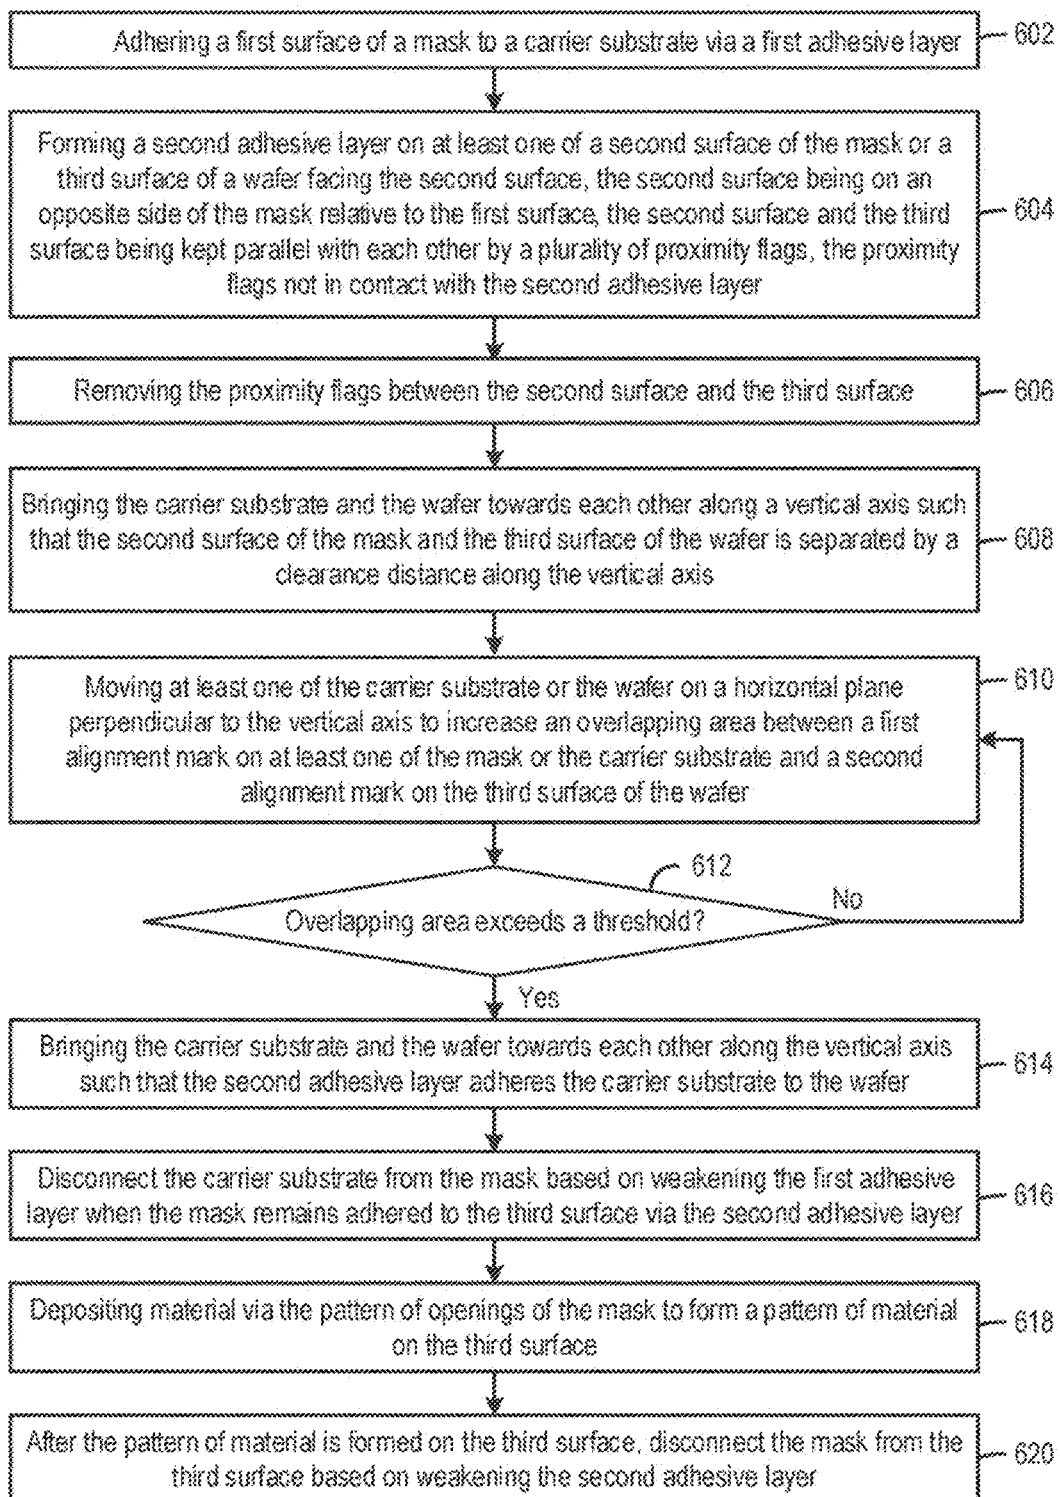 Adhering a first surface of a mask to a carrier substrate via a first adhesive layer
602
Forming a second adhesive layer on at least one of a second surface of the mask or a
third surface of a wafer facing the second surface, the second surface being on an
opposite side of the mask relative to the first surface, the second surface and the third
surface being kept parallel with each other by a plurality of proximity flags, the proximity
flags not in contact with the second adhesive layer
604
Removing the proximity flags between the second surface and the third surface
606
Bringing the carrier substrate and the wafer towards each other along a vertical axis such
that the second surface of the mask and the third surface of the wafer is separated by a
clearance distance along the vertical axis
608
Moving at least one of the carrier substrate or the wafer on a horizontal plane
perpendicular to the vertical axis to increase an overlapping area between a first
alignment mark on at least one of the mask or the carrier substrate and a second
alignment mark on the third surface of the wafer
610
612
Overlapping area exceeds a threshold?
No
Yes
Bringing the carrier substrate and the wafer towards each other along the vertical axis
such that the second adhesive layer adheres the carrier substrate to the wafer
614
Disconnect the carrier substrate from the mask based on weakening the first adhesive
layer when the mask remains adhered to the third surface via the second adhesive layer
616
Depositing material via the pattern of openings of the mask to form a pattern of material
on the third surface
618
After the pattern of material is formed on the third surface, disconnect the mask from the
third surface based on weakening the second adhesive layer
620